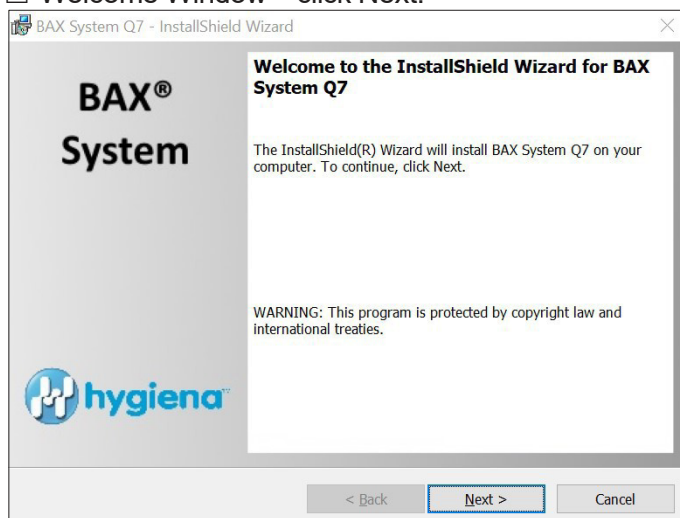 ☐ Welcome Window – click Next.
BAX System Q7 - InstallShield Wizard
BAX®
System
Welcome to the InstallShield Wizard for BAX
System Q7
The InstallShield(R) Wizard will install BAX System Q7 on your
computer. To continue, click Next.
WARNING: This program is protected by copyright law and
international treaties.
hygiena™
< Back
Next >
Cancel